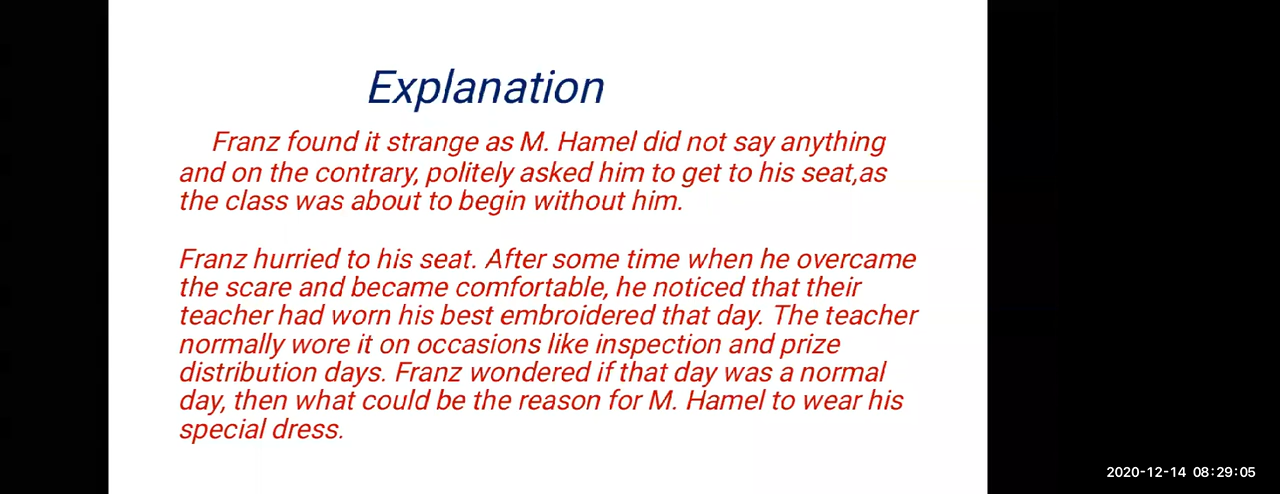 Explanation
Franz found it strange as M. Hamel did not say anything
and on the contrary, politely asked him to get to his seat,as
the class was about to begin without him.
Franz hurried to his seat. After some time when he overcame
the scare and became comfortable, he noticed that their
teacher had worn his best embroidered that day. The teacher
normally wore it on occasions like inspection and prize
distribution days. Franz wondered if that day was a normal
day, then what could be the reason for M. Hamel to wear his
special dress.
2020-12-14 08:29:05